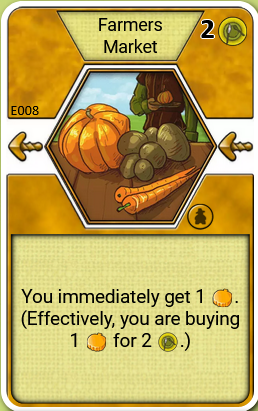 Farmers
Market
2
E008
You immediately get 1 .
(Effectively, you are buying
1 for 2 .)